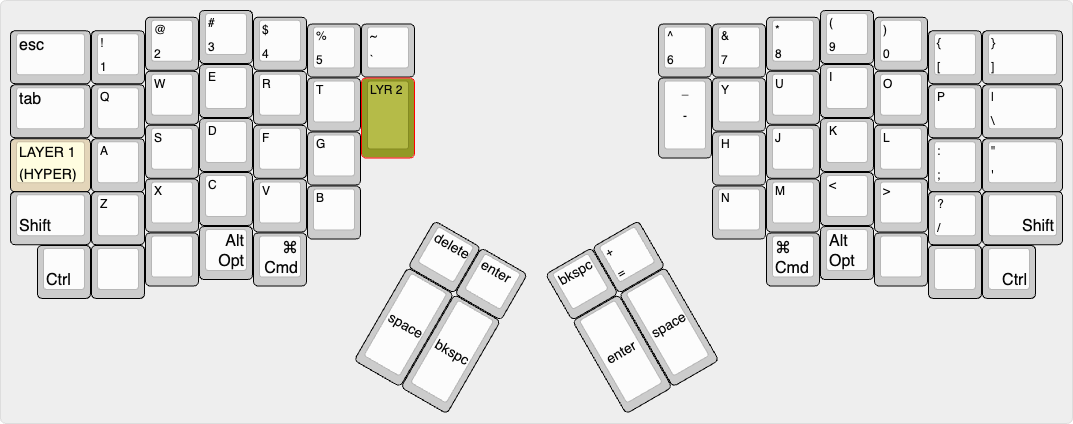 esc
!
1
@
2
#
3
$
4
%
5
~
`
^
6
&
7
*
8
(
9
)
0
{
[
}
]
tab
Q
W
E
R
T
LYR 2
_
-
Y
U
I
O
P
|
\
LAYER 1
(HYPER)
A
S
D
F
G
H
J
K
L
:
;
"
'
Shift
Z
X
C
V
B
N
M
<
>
?
/
Shift
Ctrl
Alt
Opt
⌘
Cmd
⌘
Cmd
Alt
Opt
Ctrl
delete
enter
space
bkspc
bkspc
+
=
enter
space